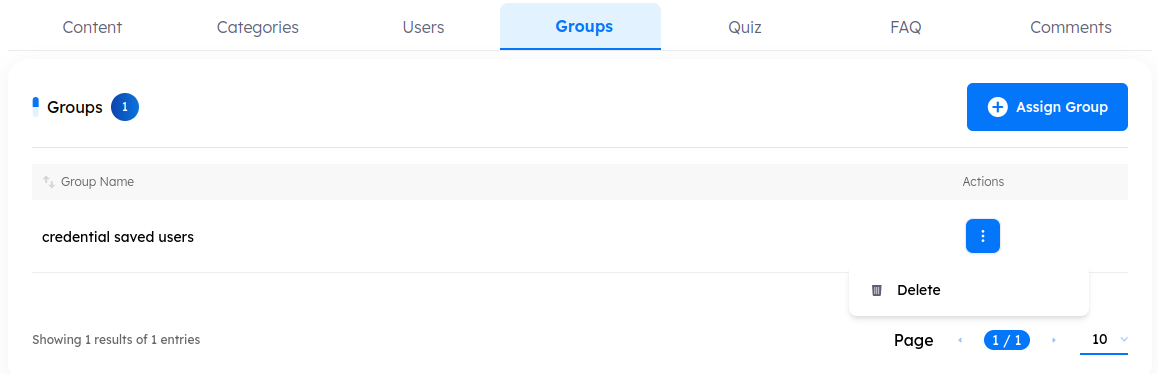 Content Categories Users Groups Quiz FAQ Comments
Groups 1 Assign Group
Group Name Actions
credential saved users
Delete
Showing 1 results of 1 entries Page 1 / 1 10